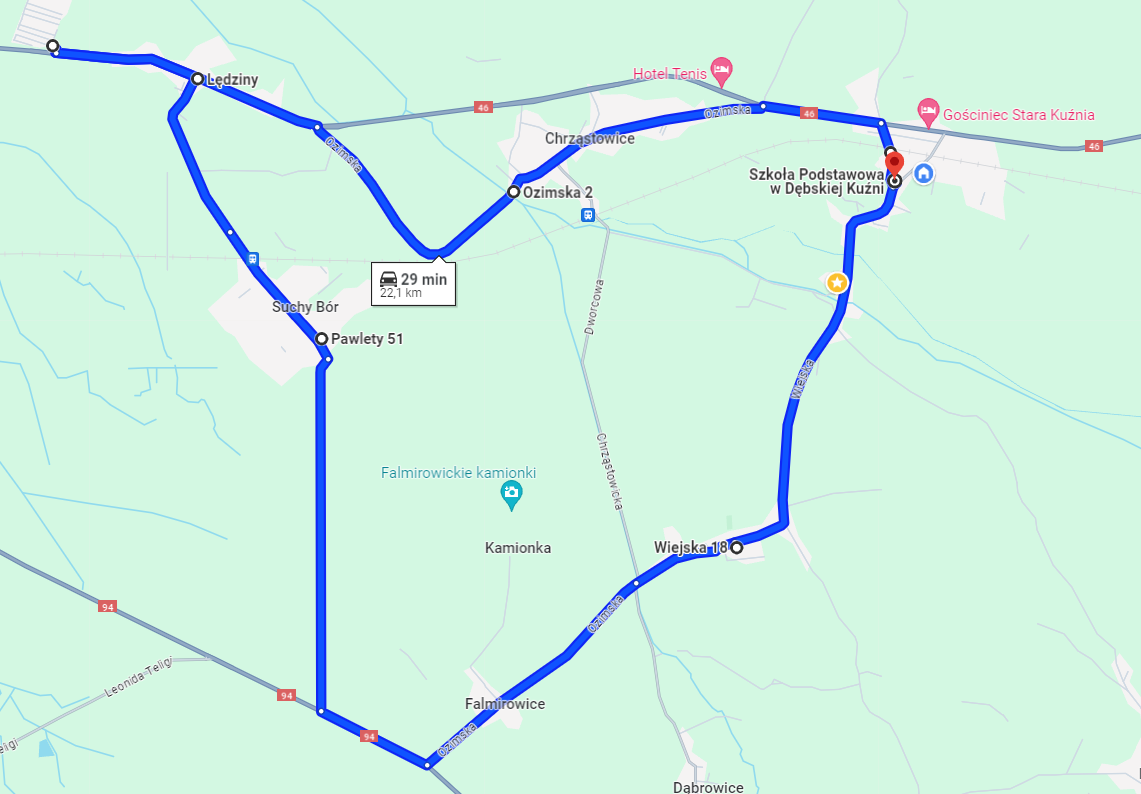 Lędziny
Hotel Tenis
46
Ozimska
46
Gościniec Stara Kuźnia
46
Chrząstowice
Ozimska
Szkoła Podstawowa
w Dębskiej Kuźni
Ozimska 2
29 min
22,1 km
Suchy Bór
Dworcowa
Pawlety 51
Wiejska
Falmirowickie kamionki
Chrząstowicka
Kamionka
Wiejska 18
94
Ozimska
Leonida Teligi
94
Falmirowice
94
Ozimska
Dąbrowice